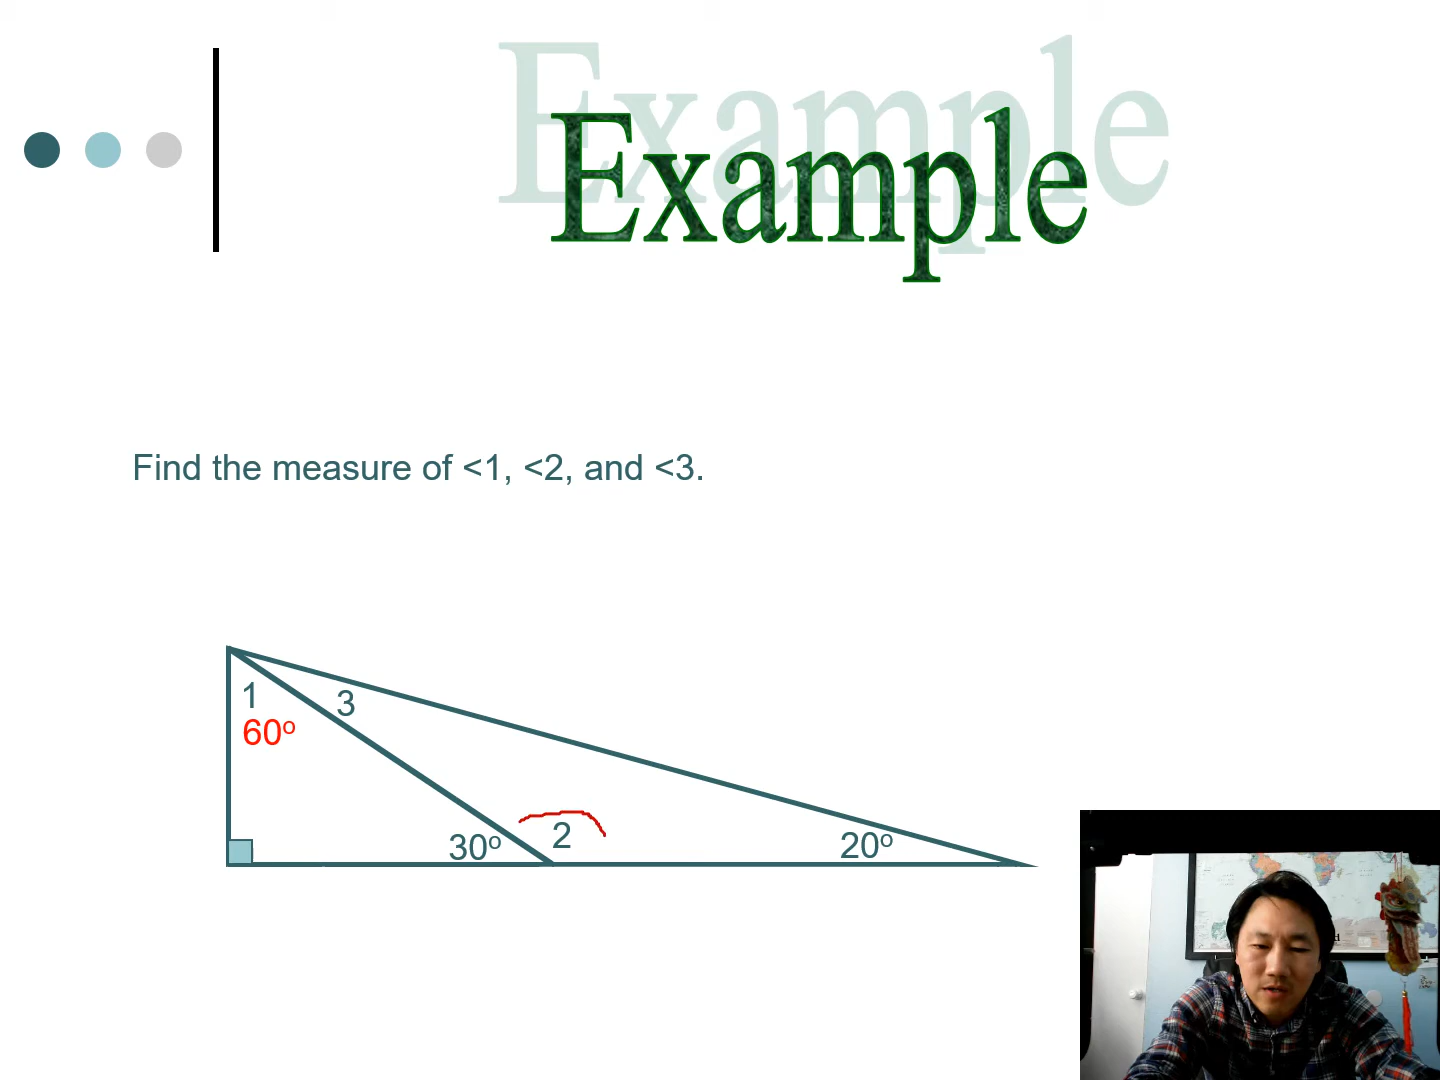 Example
Find the measure of <1, <2, and <3.
1
3
60º
30º
2
20º